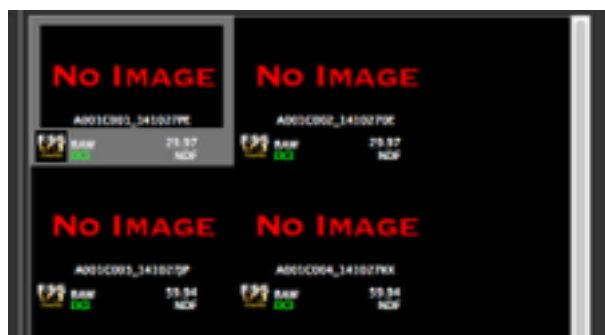 NO IMAGE
NO IMAGE
RAW
29.97
RAW
29.97
DCI
NDF
DCI
NDF
NO IMAGE
NO IMAGE
RAW
59.94
RAW
59.94
DCI
NDF
DCI
NDF